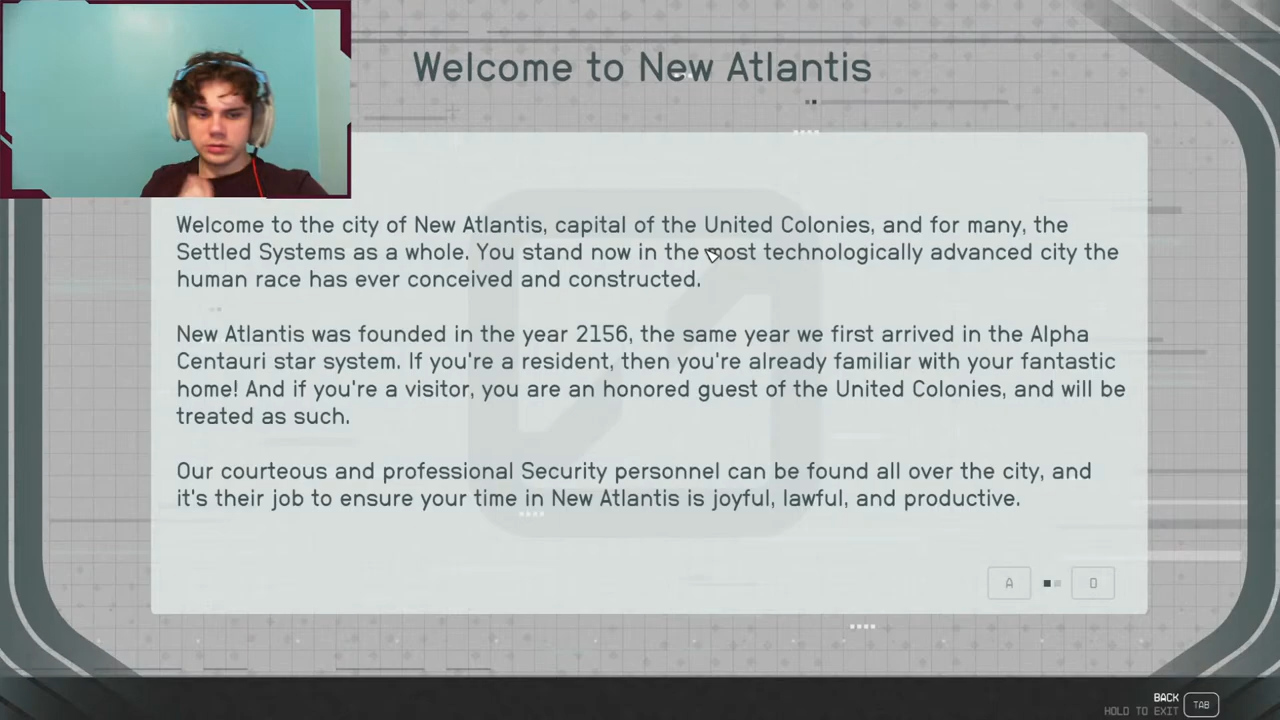 Welcome to New Atlantis
Welcome to the city of New Atlantis, capital of the United Colonies, and for many, the
Settled Systems as a whole. You stand now in the most technologically advanced city the
human race has ever conceived and constructed.
New Atlantis was founded in the year 2156, the same year we first arrived in the Alpha
Centauri star system. If you're a resident, then you're already familiar with your fantastic
home! And if you're a visitor, you are an honored guest of the United Colonies, and will be
treated as such.
Our courteous and professional Security personnel can be found all over the city, and
it's their job to ensure your time in New Atlantis is joyful, lawful, and productive.
A D
BACK
HOLD TO EXIT TAB